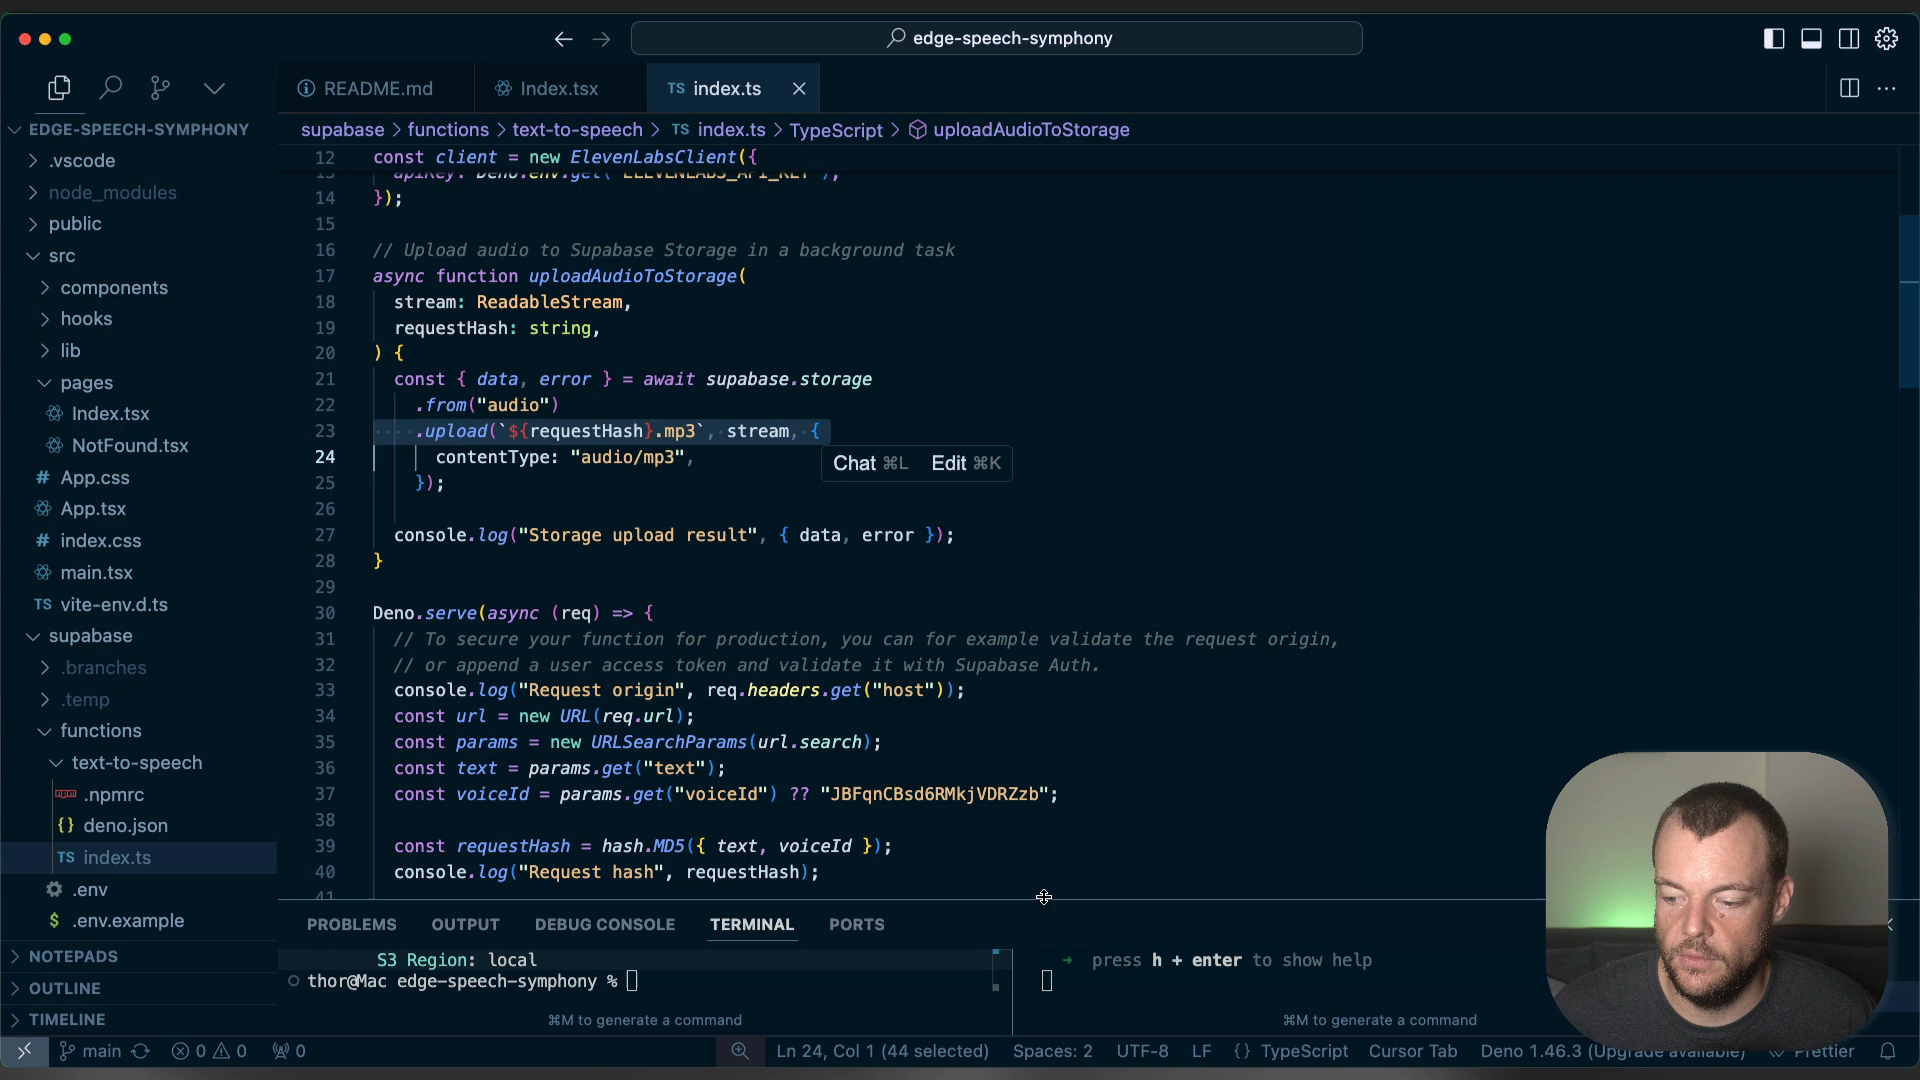 edge-speech-symphony
README.md
Index.tsx
TS index.ts
EDGE-SPEECH-SYMPHONY
supabase > functions > text-to-speech > TS index.ts > TypeScript > uploadAudioToStorage
.vscode
node_modules
public
src
components
hooks
lib
pages
Index.tsx
NotFound.tsx
# App.css
App.tsx
# index.css
main.tsx
TS vite-env.d.ts
supabase
.branches
.temp
functions
text-to-speech
.npmrc
{} deno.json
TS index.ts
.env
$ .env.example
NOTEPADS
OUTLINE
TIMELINE
12 const client = new ElevenLabsClient({
13 apiKey: Deno.env.get("ELEVENLABS_API_KEY"),
14 });
15
16 // Upload audio to Supabase Storage in a background task
17 async function uploadAudioToStorage(
18 stream: ReadableStream,
19 requestHash: string,
20 ) {
21 const { data, error } = await supabase.storage
22 .from("audio")
23 .upload(`${requestHash}.mp3`, stream, {
24 contentType: "audio/mp3",
Chat ⌘L Edit ⌘K
25 });
26
27 console.log("Storage upload result", { data, error });
28 }
29
30 Deno.serve(async (req) => {
31 // To secure your function for production, you can for example validate the request origin,
32 // or append a user access token and validate it with Supabase Auth.
33 console.log("Request origin", req.headers.get("host"));
34 const url = new URL(req.url);
35 const params = new URLSearchParams(url.search);
36 const text = params.get("text");
37 const voiceId = params.get("voiceId") ?? "JBFqnCBsd6RMkjVDRZzb";
38
39 const requestHash = hash.MD5({ text, voiceId });
40 console.log("Request hash", requestHash);
41
PROBLEMS OUTPUT DEBUG CONSOLE TERMINAL PORTS
S3 Region: local
thor@Mac edge-speech-symphony %
⌘M to generate a command
→ press h + enter to show help
⌘M to generate a command
main 0 0 0 Ln 24, Col 1 (44 selected) Spaces: 2 UTF-8 LF {} TypeScript Cursor Tab Deno 1.46.3 (Upgrade available) Prettier